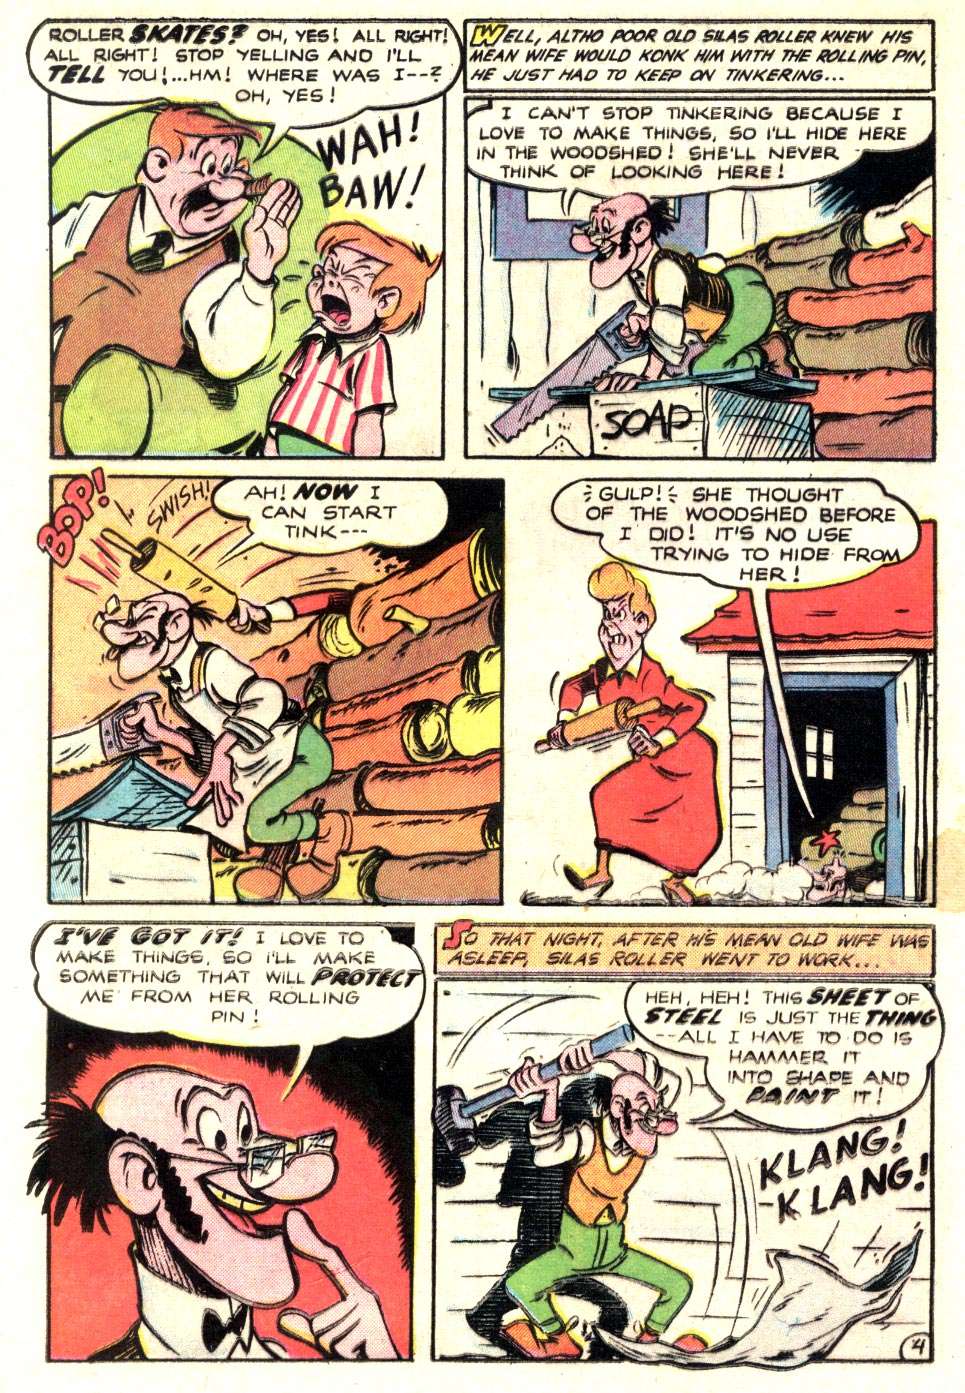 ROLLER SKATES? OH, YES! ALL RIGHT!
ALL RIGHT! STOP YELLING AND I'LL
TELL YOU!...HM! WHERE WAS I--?
OH, YES!
WAH!
BAW!
WELL, ALTHO POOR OLD SILAS ROLLER KNEW HIS
MEAN WIFE WOULD KONK HIM WITH THE ROLLING PIN,
HE JUST HAD TO KEEP ON TINKERING...
I CAN'T STOP TINKERING BECAUSE I
LOVE TO MAKE THINGS, SO I'LL HIDE HERE
IN THE WOODSHED! SHE'LL NEVER
THINK OF LOOKING HERE!
SOAP
BOP!
SWISH!
AH! NOW I
CAN START
TINK---
GULP! SHE THOUGHT
OF THE WOODSHED BEFORE
I DID! IT'S NO USE
TRYING TO HIDE FROM
HER!
I'VE GOT IT! I LOVE TO
MAKE THINGS, SO I'LL MAKE
SOMETHING THAT WILL PROTECT
ME FROM HER ROLLING
PIN!
SO THAT NIGHT, AFTER HIS MEAN OLD WIFE WAS
ASLEEP, SILAS ROLLER WENT TO WORK...
HEH, HEH! THIS SHEET OF
STEEL IS JUST THE THING
--ALL I HAVE TO DO IS
HAMMER IT
INTO SHAPE AND
PAINT IT!
KLANG!
-KLANG!
4